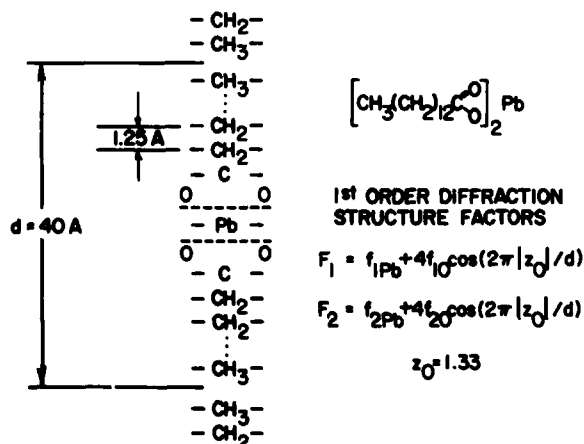 - CH2 -
- CH3 -
- CH3 -
- CH2 -
1.25 A
- CH2 -
- C -
O O
- Pb -
O O
- C -
- CH2 -
- CH2 -
- CH3 -
- CH3 -
- CH2 -
d = 40 A
[CH3(CH2)12C O O]2 Pb
1st ORDER DIFFRACTION
STRUCTURE FACTORS
F1 = f1Pb+4f1Ocos(2π|zO|/d)
F2 = f2Pb+4f2Ocos(2π|zO|/d)
zO=1.33